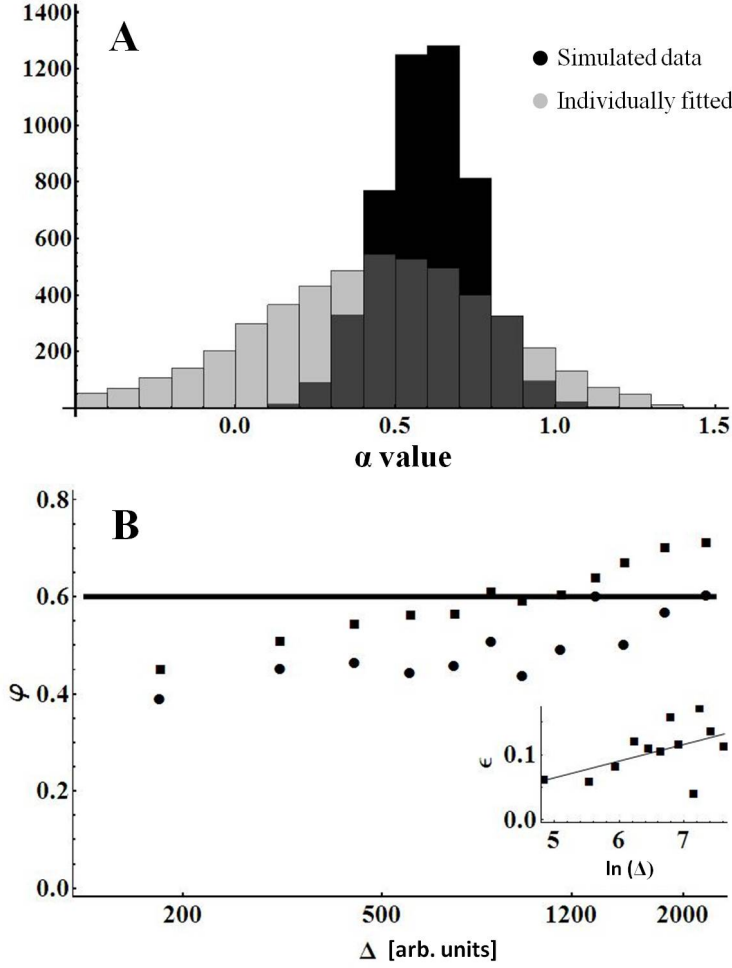 1400
A
1200
Simulated data
1000
Individually fitted
800
600
400
200
0.0 0.5 1.0 1.5
α value
0.8
B
0.6
φ
0.4
0.2
0.0
ϵ
0.1
0.0
5 6 7
ln (Δ)
200 500 1200 2000
Δ [arb. units]